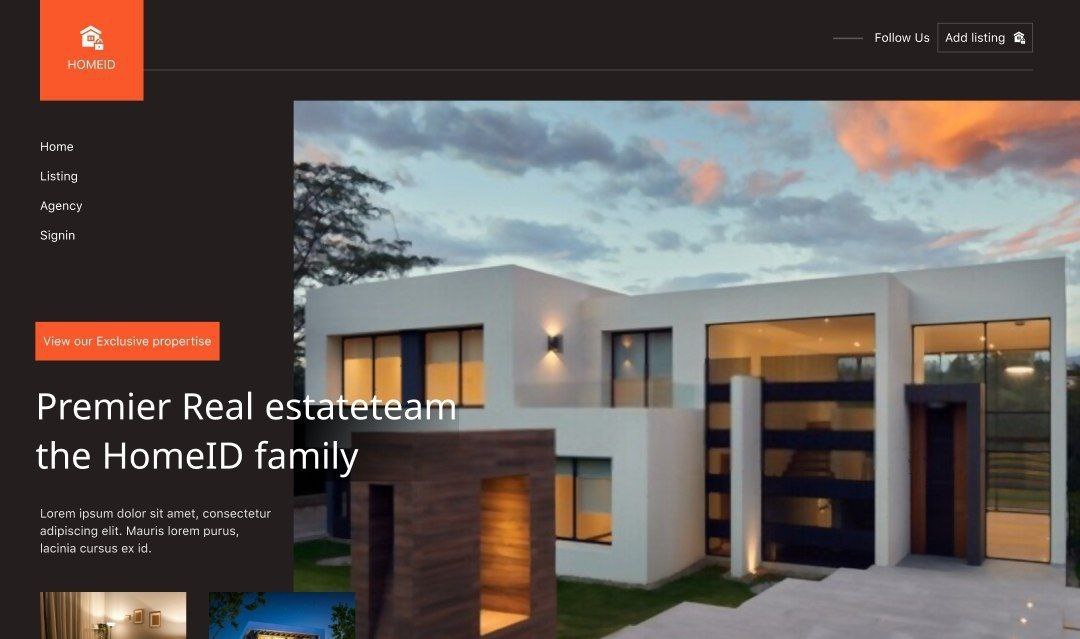 HOMEID
Follow Us
Add listing
Home
Listing
Agency
Signin
View our Exclusive propertise
Premier Real estateteam
the HomeID family
Lorem ipsum dolor sit amet, consectetur
adipiscing elit. Mauris lorem purus,
lacinia cursus ex id.